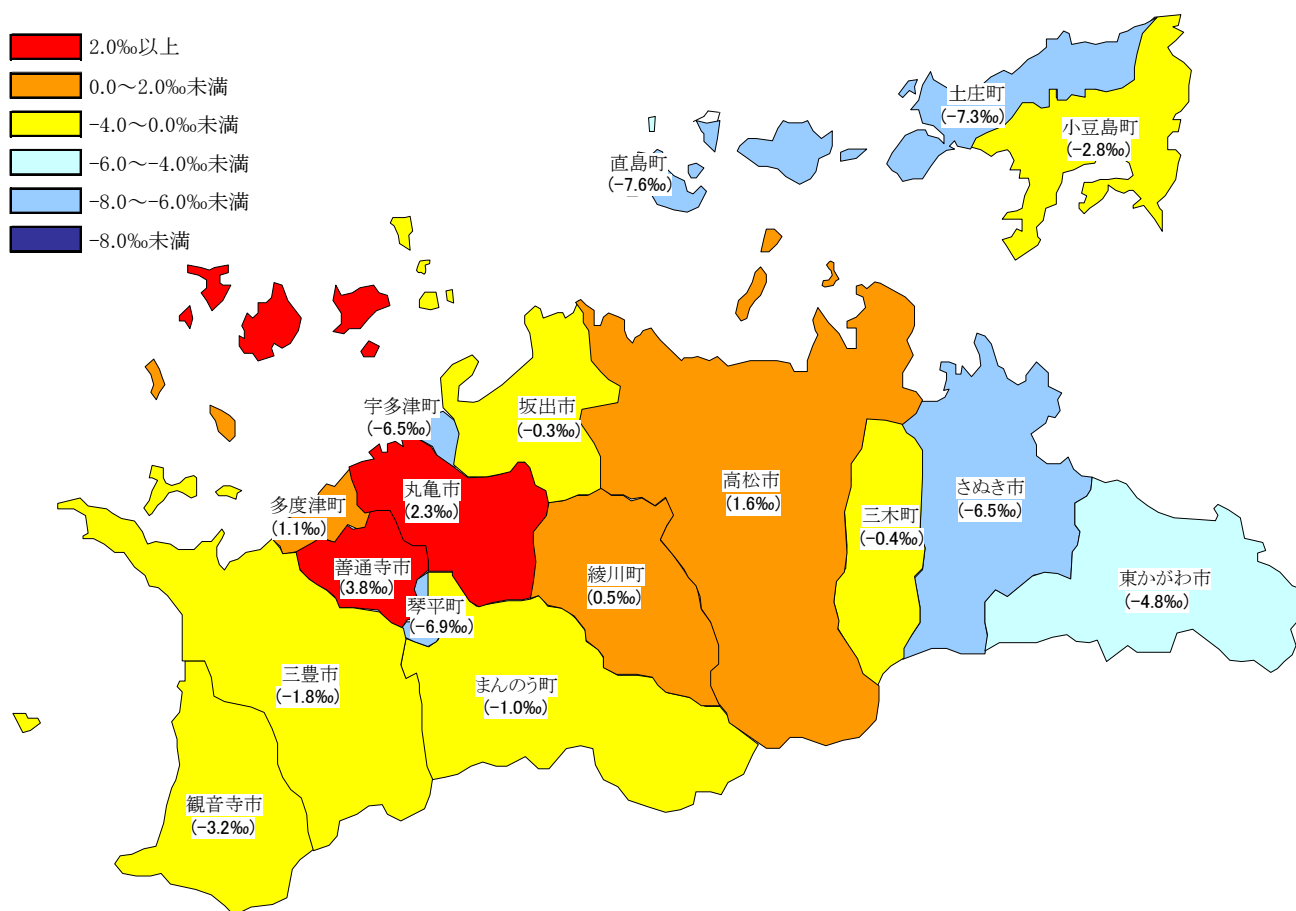 2.0‰以上
0.0～2.0‰未満
-4.0～0.0‰未満
-6.0～-4.0‰未満
-8.0～-6.0‰未満
-8.0‰未満
土庄町
(-7.3‰)
小豆島町
(-2.8‰)
直島町
(-7.6‰)
宇多津町
(-6.5‰)
坂出市
(-0.3‰)
高松市
(1.6‰)
さぬき市
(-6.5‰)
丸亀市
(2.3‰)
多度津町
(1.1‰)
三木町
(-0.4‰)
善通寺市
(3.8‰)
綾川町
(0.5‰)
東かがわ市
(-4.8‰)
琴平町
(-6.9‰)
三豊市
(-1.8‰)
まんのう町
(-1.0‰)
観音寺市
(-3.2‰)